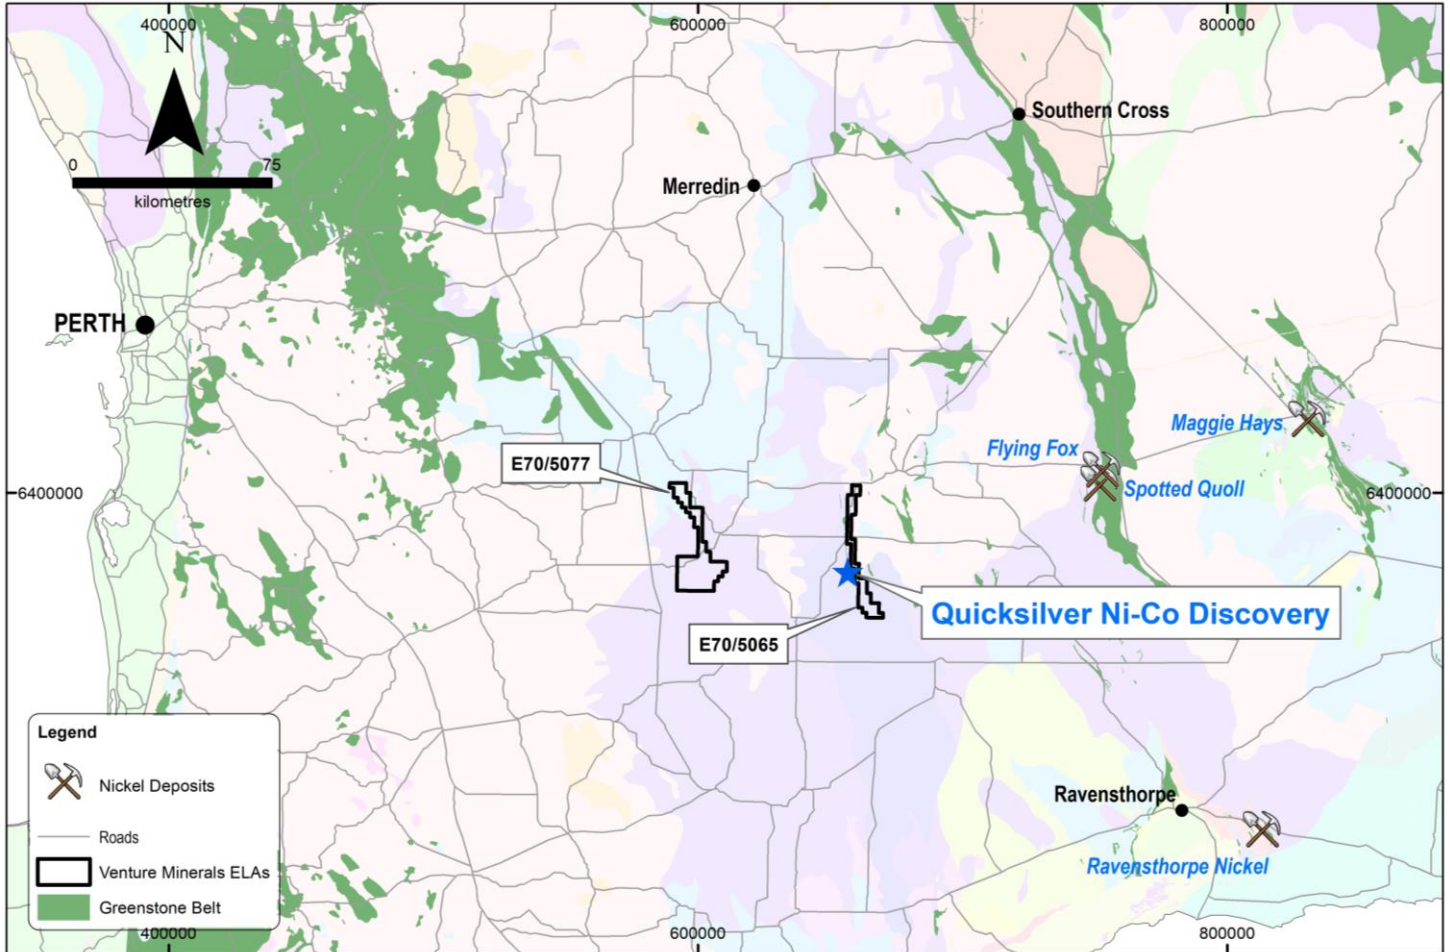 400000
600000
800000
N
0
75
kilometres
Southern Cross
Merredin
PERTH
Maggie Hays
Flying Fox
E70/5077
6400000
Spotted Quoll
6400000
Quicksilver Ni-Co Discovery
E70/5065
Legend
Nickel Deposits
Roads
Venture Minerals ELAs
Greenstone Belt
Ravensthorpe
Ravensthorpe Nickel
400000
600000
800000